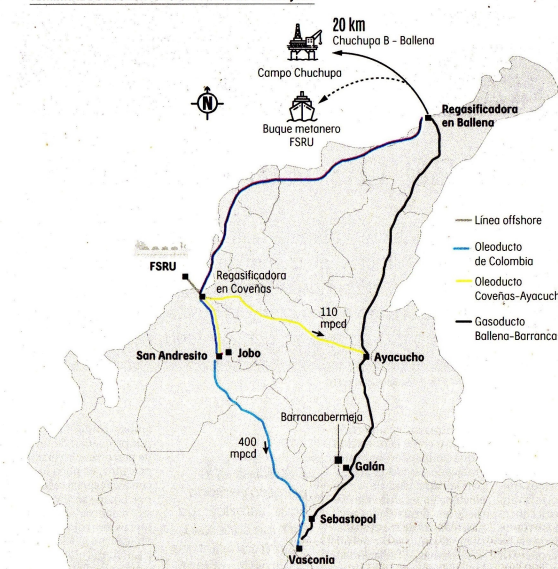 20 km
Chuchupa B - Ballena
Campo Chuchupa
N
Buque metanero
FSRU
Regasificadora
en Ballena
Línea offshore
Oleoducto
de Colombia
Oleoducto
Coveñas-Ayacuch
Gasoducto
Ballena-Barranca
FSRU
Regasificadora
en Coveñas
110
mpcd
San Andresito
Jobo
Ayacucho
Barrancabermeja
400
mpcd
Galán
Sebastopol
Vasconia